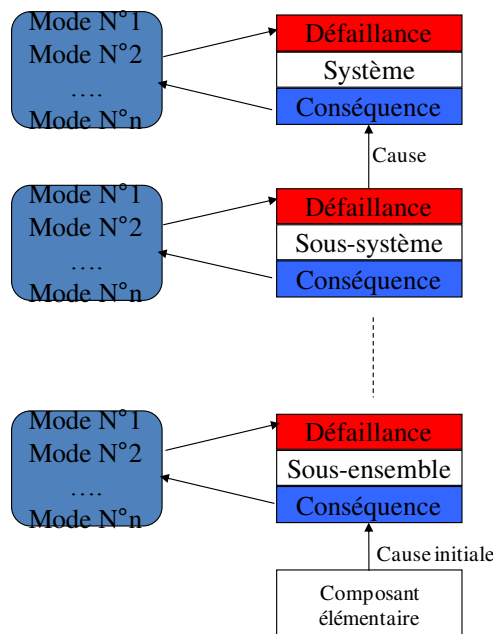 Mode N°1
Mode N°2
….
Mode N°n
Défaillance
Système
Conséquence
Cause
Mode N°1
Mode N°2
….
Mode N°n
Défaillance
Sous-système
Conséquence
Mode N°1
Mode N°2
….
Mode N°n
Défaillance
Sous-ensemble
Conséquence
Cause initiale
Composant
élémentaire